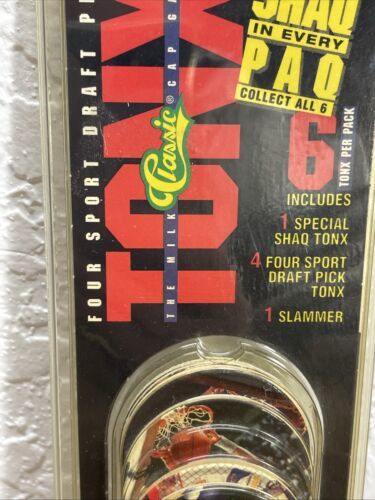 FOUR SPORT DRAFT
TONX
THE MILK CAP
Classic®
SHAQ
IN EVERY
PAQ
COLLECT ALL 6
6
TONX PER PACK
INCLUDES
1 SPECIAL
SHAQ TONX
4 FOUR SPORT
DRAFT PICK
TONX
1 SLAMMER